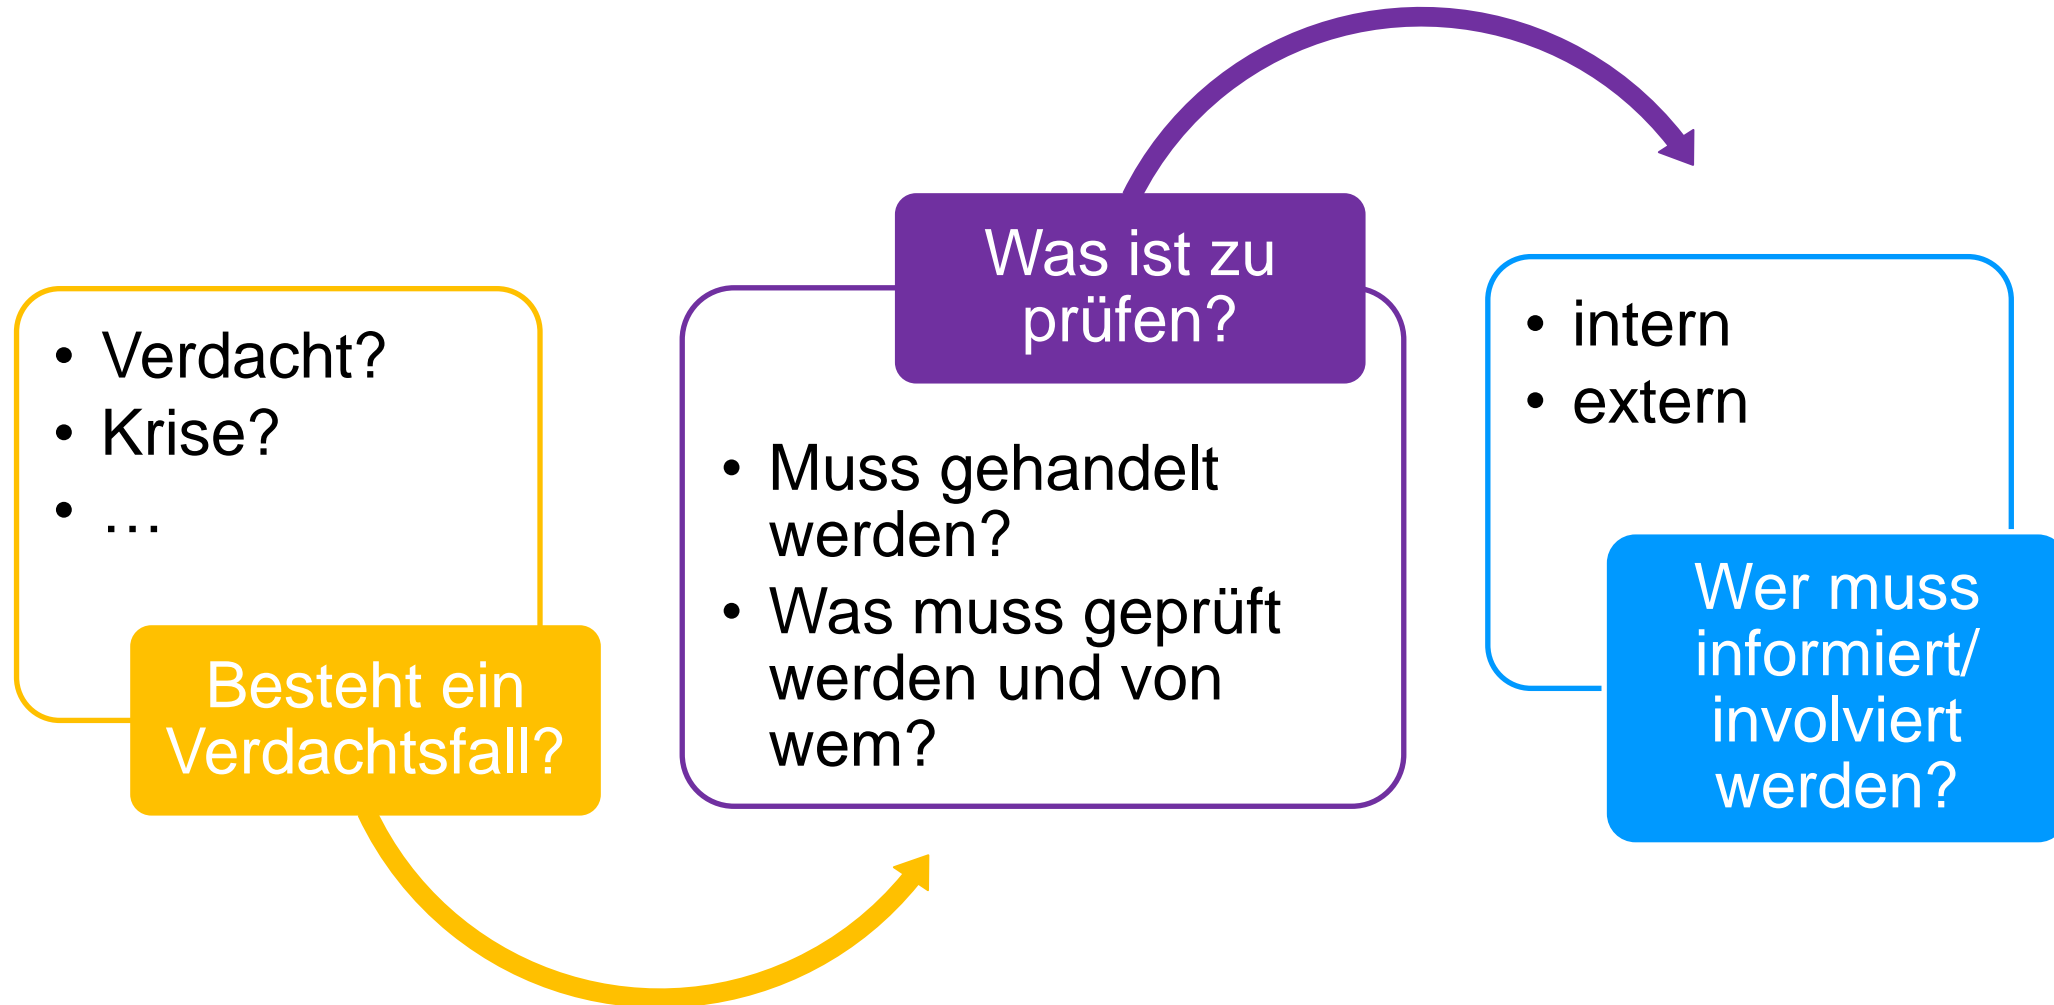 • Verdacht?
• Krise?
• …
Besteht ein
Verdachtsfall?
Was ist zu
prüfen?
• Muss gehandelt
werden?
• Was muss geprüft
werden und von
wem?
• intern
• extern
Wer muss
informiert/
involviert
werden?